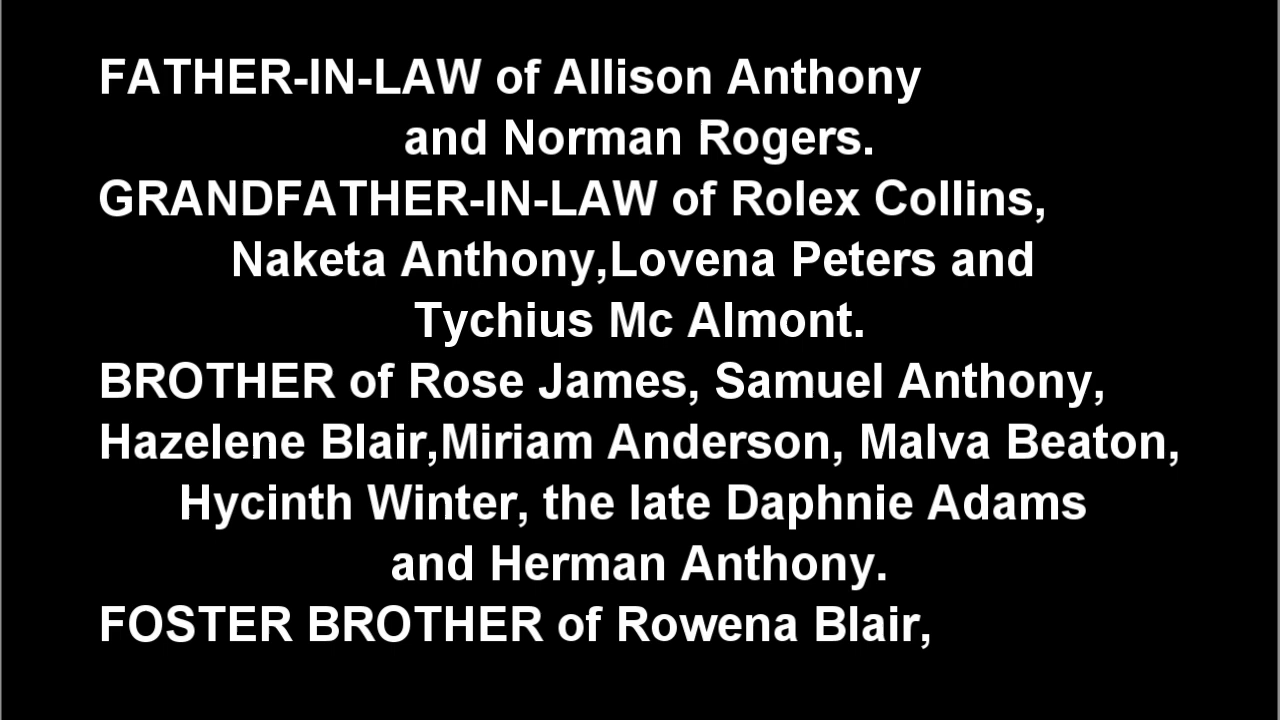 FATHER-IN-LAW of Allison Anthony
and Norman Rogers.
GRANDFATHER-IN-LAW of Rolex Collins,
Naketa Anthony,Lovena Peters and
Tychius Mc Almont.
BROTHER of Rose James, Samuel Anthony,
Hazelene Blair,Miriam Anderson, Malva Beaton,
Hycinth Winter, the late Daphnie Adams
and Herman Anthony.
FOSTER BROTHER of Rowena Blair,